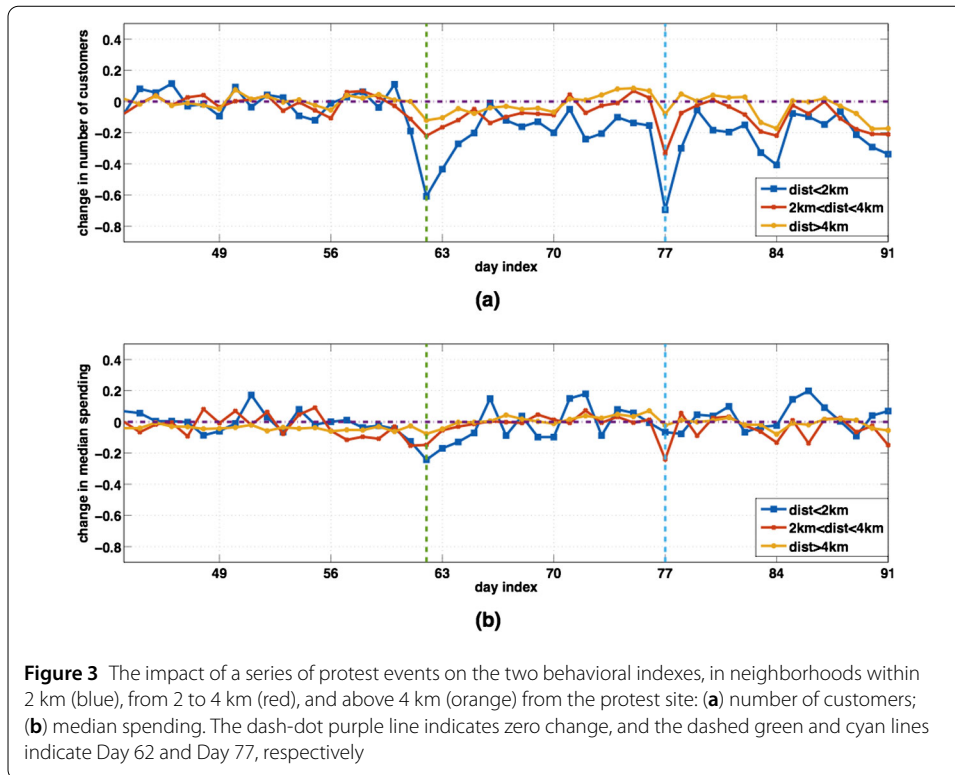 0.4
0.2
0
−0.2
−0.4
−0.6
−0.8
change in number of customers
dist<2km
2km<dist<4km
dist>4km
49 56 63 70 77 84 91
day index
(a)
0.4
0.2
0
−0.2
−0.4
−0.6
−0.8
change in median spending
dist<2km
2km<dist<4km
dist>4km
49 56 63 70 77 84 91
day index
(b)
Figure 3 The impact of a series of protest events on the two behavioral indexes, in neighborhoods within
2 km (blue), from 2 to 4 km (red), and above 4 km (orange) from the protest site: (a) number of customers;
(b) median spending. The dash-dot purple line indicates zero change, and the dashed green and cyan lines
indicate Day 62 and Day 77, respectively